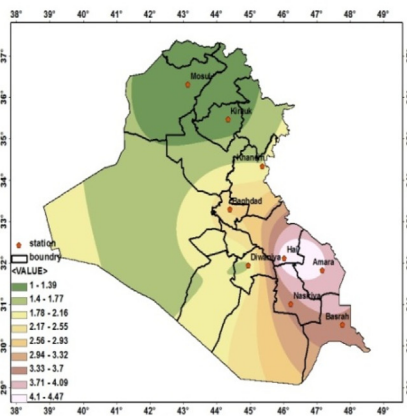 38° 39° 40° 41° 42° 43° 44° 45° 46° 47° 48° 49°
37°
36°
35°
34°
33°
32°
31°
30°
29°
Mosul
Kirkuk
Khaneqn
Baghdad
Hai
Diwaniya
Amara
Nasiriya
Basrah
station
boundry
<VALUE>
1 - 1.39
1.4 - 1.77
1.78 - 2.16
2.17 - 2.55
2.56 - 2.93
2.94 - 3.32
3.33 - 3.7
3.71 - 4.09
4.1 - 4.47
38° 39° 40° 41° 42° 43° 44° 45° 46° 47° 48° 49°